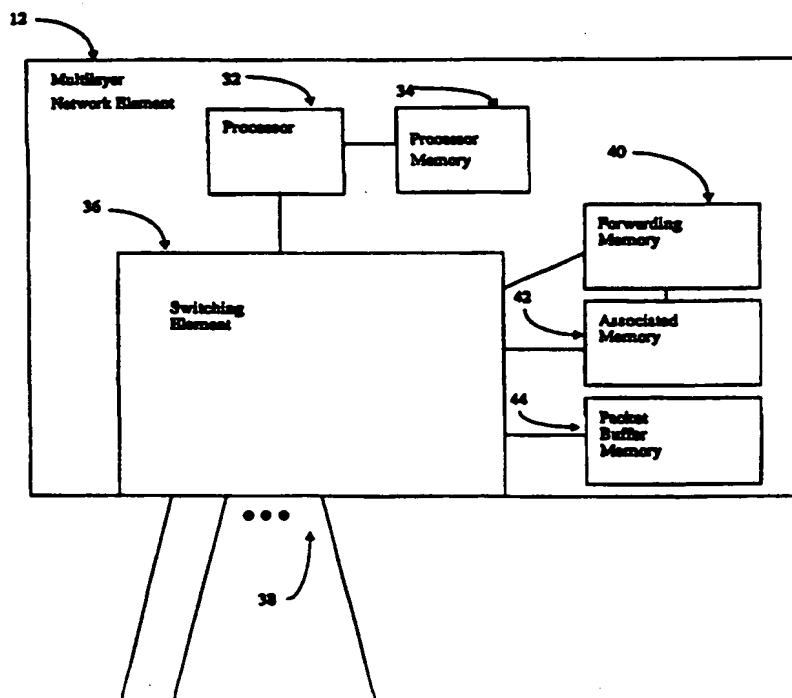 12
Multilayer
Network Element
32
Processor
34
Processor
Memory
40
Forwarding
Memory
36
Switching
Element
42
Associated
Memory
44
Packet
Buffer
Memory
38